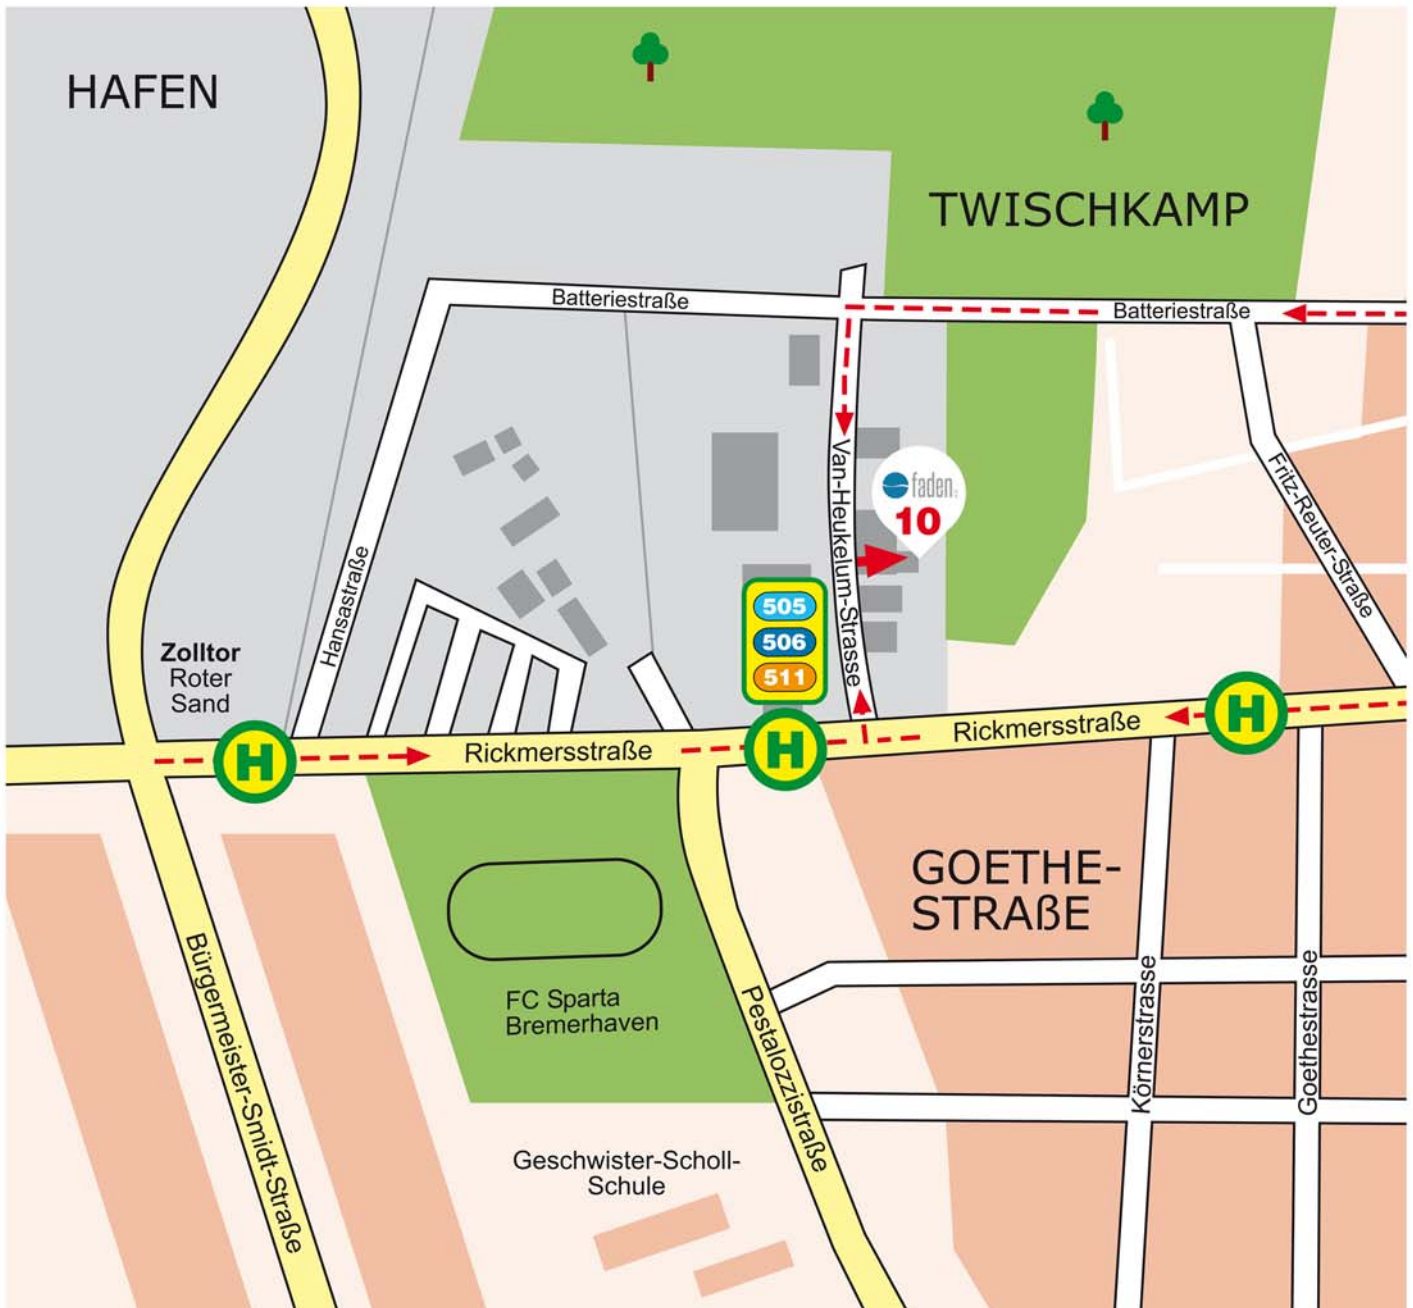 HAFEN
TWISCHKAMP
Batteriestraße
Batteriestraße
Van-Heukelum-Strasse
faden
10
Fritz-Reuter-Straße
Hansastraße
505
506
511
Zolltor
Roter
Sand
H
Rickmersstraße
H
Rickmersstraße
H
GOETHE-
STRAßE
Bürgermeister-Smidt-Straße
FC Sparta
Bremerhaven
Pestalozzistraße
Körnerstrasse
Goethestrasse
Geschwister-Scholl-
Schule